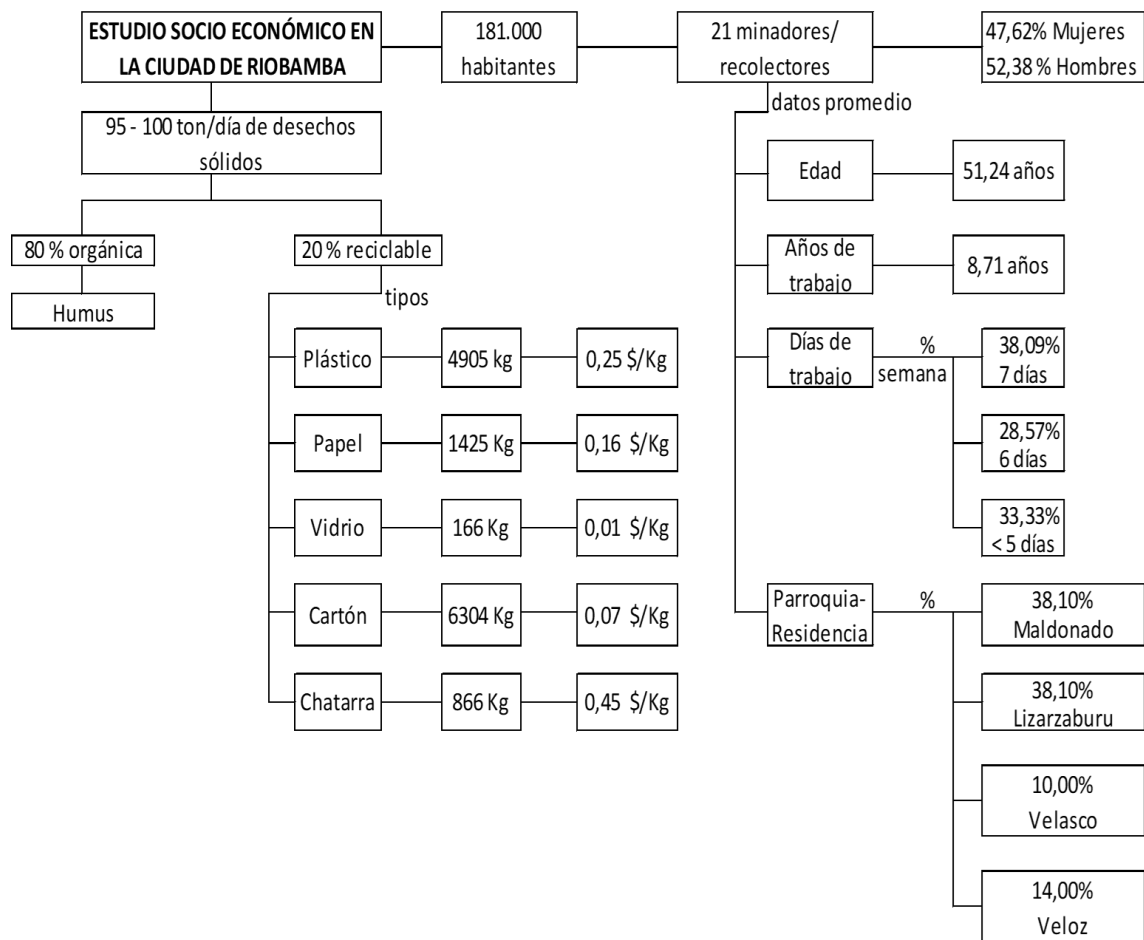 ESTUDIO SOCIO ECONÓMICO EN
LA CIUDAD DE RIOBAMBA
181.000
habitantes
21 minadores/
recolectores
47,62% Mujeres
52,38 % Hombres
95 - 100 ton/día de desechos
sólidos
80 % orgánica
Humus
20 % reciclable
tipos
Plástico
4905 kg
0,25 $/Kg
Papel
1425 Kg
0,16 $/Kg
Vidrio
166 Kg
0,01 $/Kg
Cartón
6304 Kg
0,07 $/Kg
Chatarra
866 Kg
0,45 $/Kg
datos promedio
Edad
51,24 años
Años de
trabajo
8,71 años
Días de
trabajo
%
semana
38,09%
7 días
28,57%
6 días
33,33%
< 5 días
Parroquia-
Residencia
%
38,10%
Maldonado
38,10%
Lizarzaburu
10,00%
Velasco
14,00%
Veloz